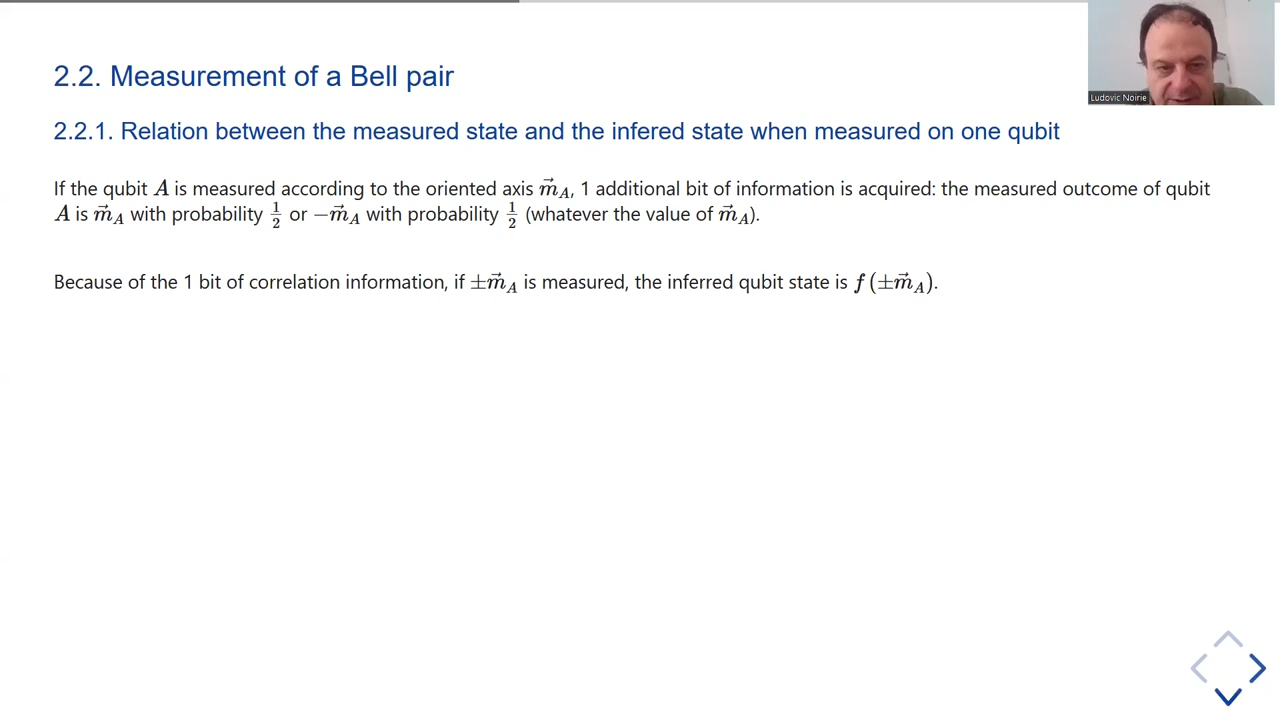 Ludovic Noirie
2.2. Measurement of a Bell pair
2.2.1. Relation between the measured state and the infered state when measured on one qubit
If the qubit A is measured according to the oriented axis m⃗_A, 1 additional bit of information is acquired: the measured outcome of qubit
A is m⃗_A with probability 1/2 or −m⃗_A with probability 1/2 (whatever the value of m⃗_A).
Because of the 1 bit of correlation information, if ±m⃗_A is measured, the inferred qubit state is f(±m⃗_A).